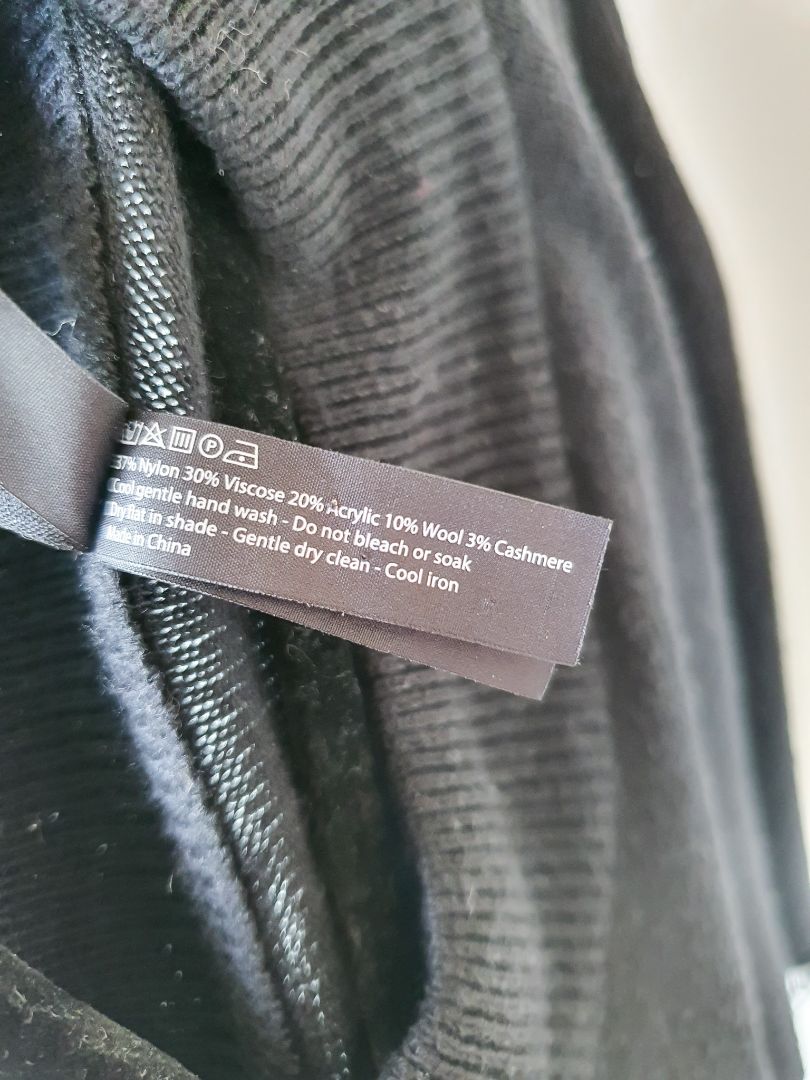 P
37% Nylon 30% Viscose 20% Acrylic 10% Wool 3% Cashmere
Cool gentle hand wash - Do not bleach or soak
Dry flat in shade - Gentle dry clean - Cool iron
Made in China